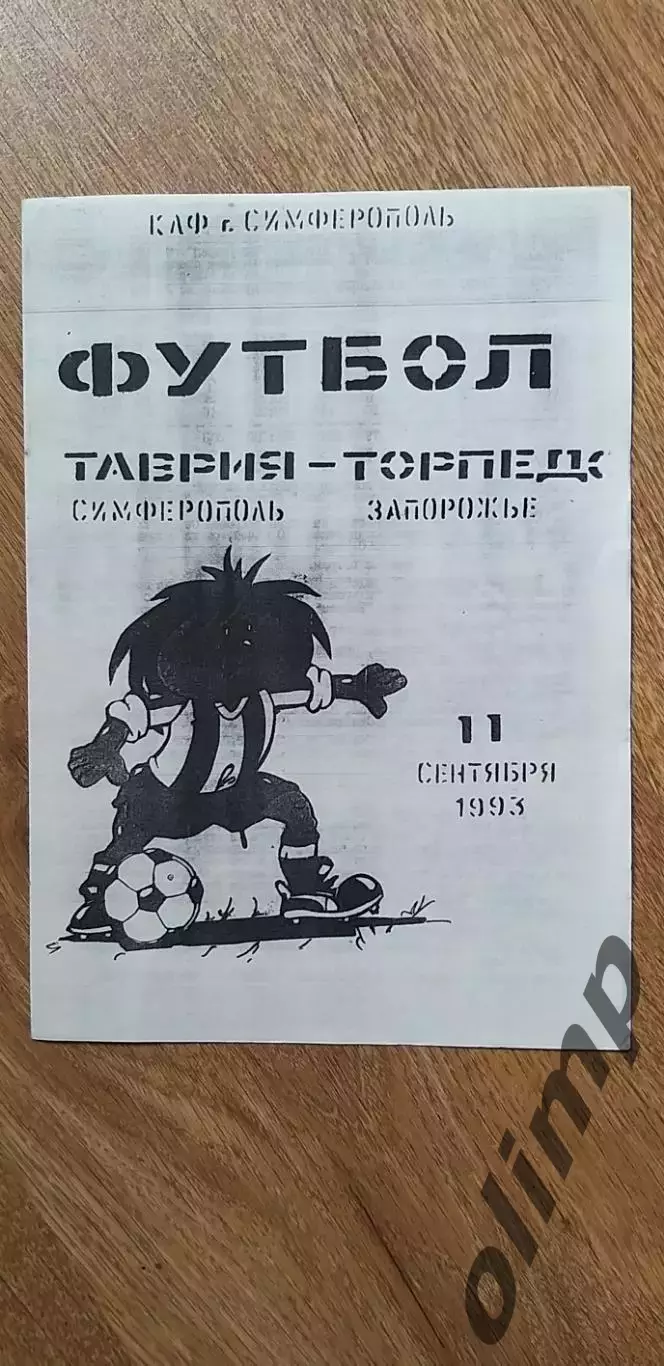 КАФ г. СИМФЕРОПОЛЬ
ФУТБОЛ
ТАВРИЯ – ТОРПЕДО
СИМФЕРОПОЛЬ ЗАПОРОЖЬЕ
11
СЕНТЯБРЯ
1993
olimp